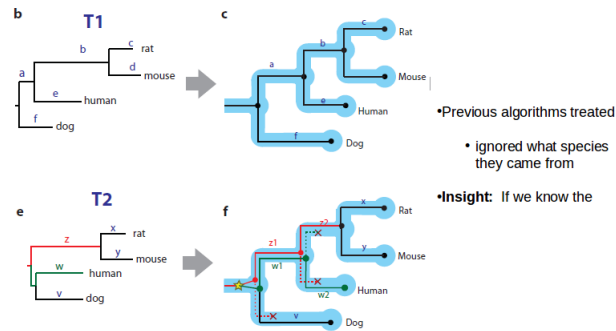 b
T1
c
rat
b
d
mouse
a
e
human
f
dog
c
c
Rat
b
a
Mouse
e
Human
f
Dog
•Previous algorithms treated
• ignored what species
they came from
•Insight: If we know the
e
T2
x
rat
z
y
mouse
w
human
v
dog
f
x
Rat
z2
z1
y
Mouse
w1
w2
Human
v
Dog